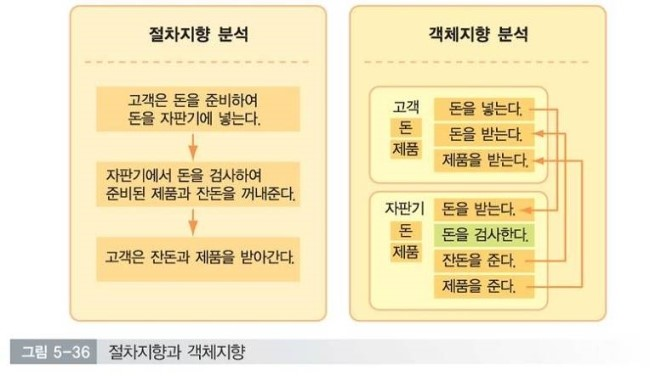 절차지향 분석
고객은 돈을 준비하여
돈을 자판기에 넣는다.
자판기에서 돈을 검사하여
준비된 제품과 잔돈을 꺼내준다.
고객은 잔돈과 제품을 받아간다.
객체지향 분석
고객
돈
제품
돈을 넣는다.
돈을 받는다.
제품을 받는다.
자판기
돈
제품
돈을 받는다.
돈을 검사한다.
잔돈을 준다.
제품을 준다.
그림 5-36 절차지향과 객체지향